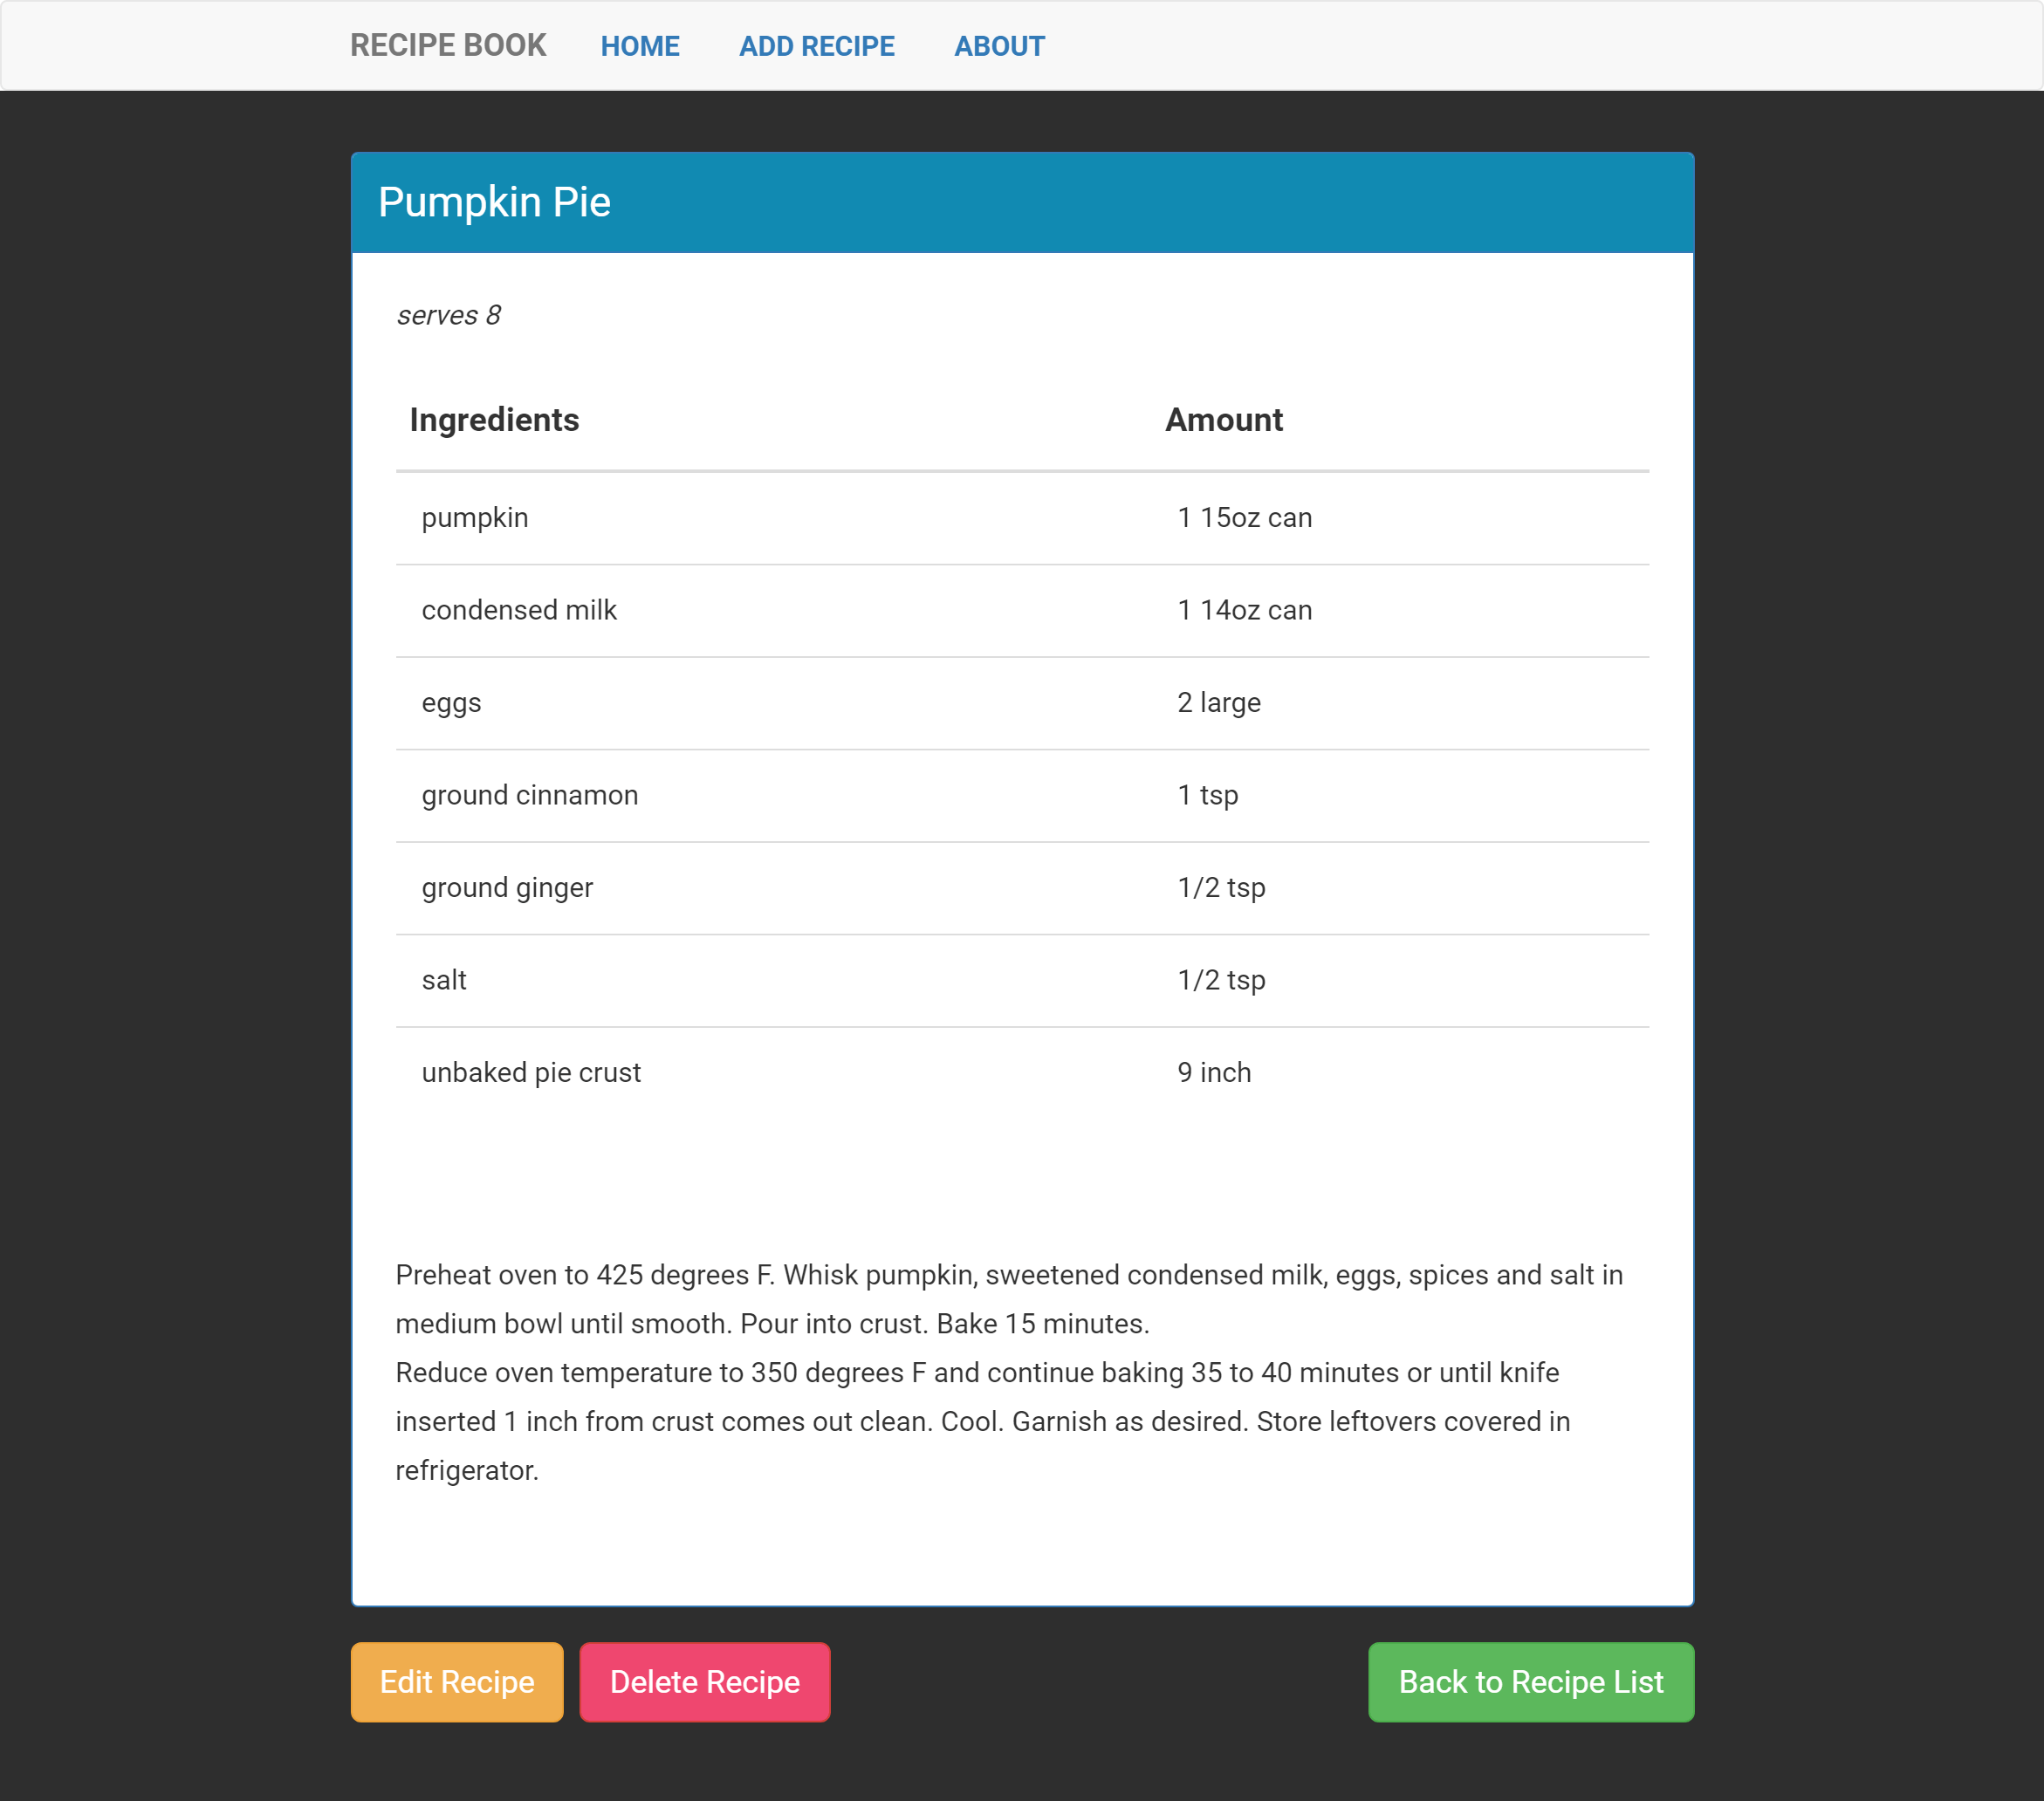 RECIPE BOOK HOME ADD RECIPE ABOUT
Pumpkin Pie
serves 8
Ingredients Amount
pumpkin 1 15oz can
condensed milk 1 14oz can
eggs 2 large
ground cinnamon 1 tsp
ground ginger 1/2 tsp
salt 1/2 tsp
unbaked pie crust 9 inch
Preheat oven to 425 degrees F. Whisk pumpkin, sweetened condensed milk, eggs, spices and salt in
medium bowl until smooth. Pour into crust. Bake 15 minutes.
Reduce oven temperature to 350 degrees F and continue baking 35 to 40 minutes or until knife
inserted 1 inch from crust comes out clean. Cool. Garnish as desired. Store leftovers covered in
refrigerator.
Edit Recipe Delete Recipe Back to Recipe List